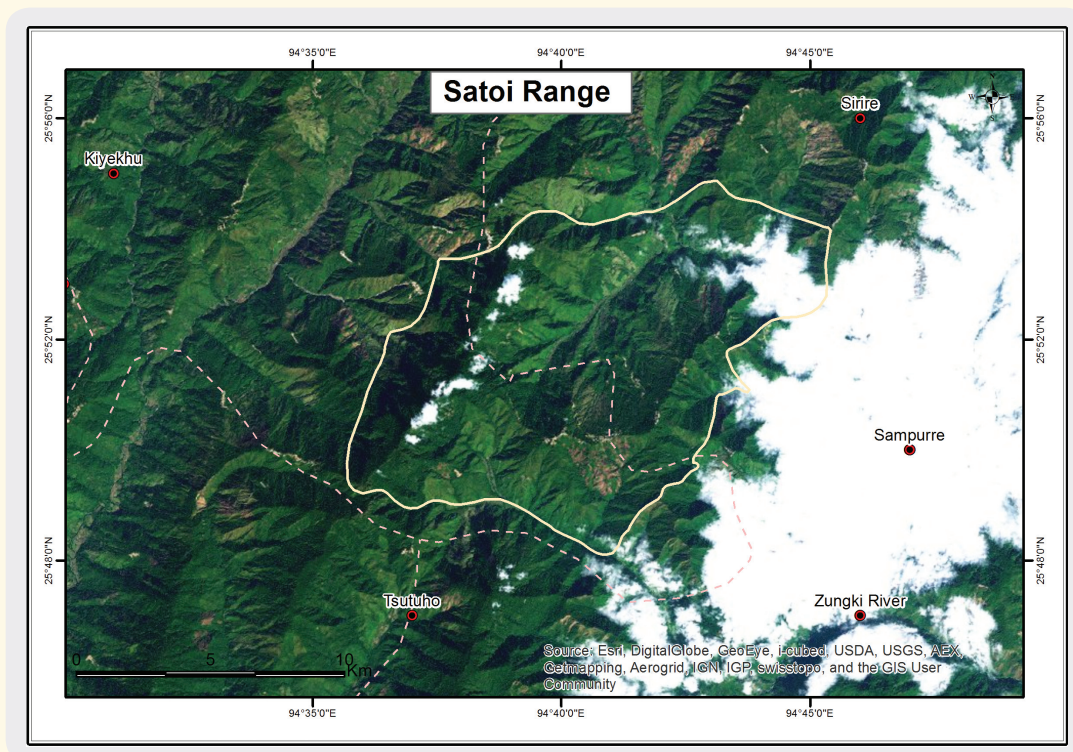 94°35'0"E 94°40'0"E 94°45'0"E
Satoi Range
N
W
S
Sirire
25°56'0"N 25°56'0"N
Kiyekhu
25°52'0"N 25°52'0"N
Sampurre
25°48'0"N 25°48'0"N
Tsutuho
Zungki River
0 5 10
Km
Source: Esri, DigitalGlobe, GeoEye, i-cubed, USDA, USGS, AEX,
Getmapping, Aerogrid, IGN, IGP, swisstopo, and the GIS User
Community
94°35'0"E 94°40'0"E 94°45'0"E